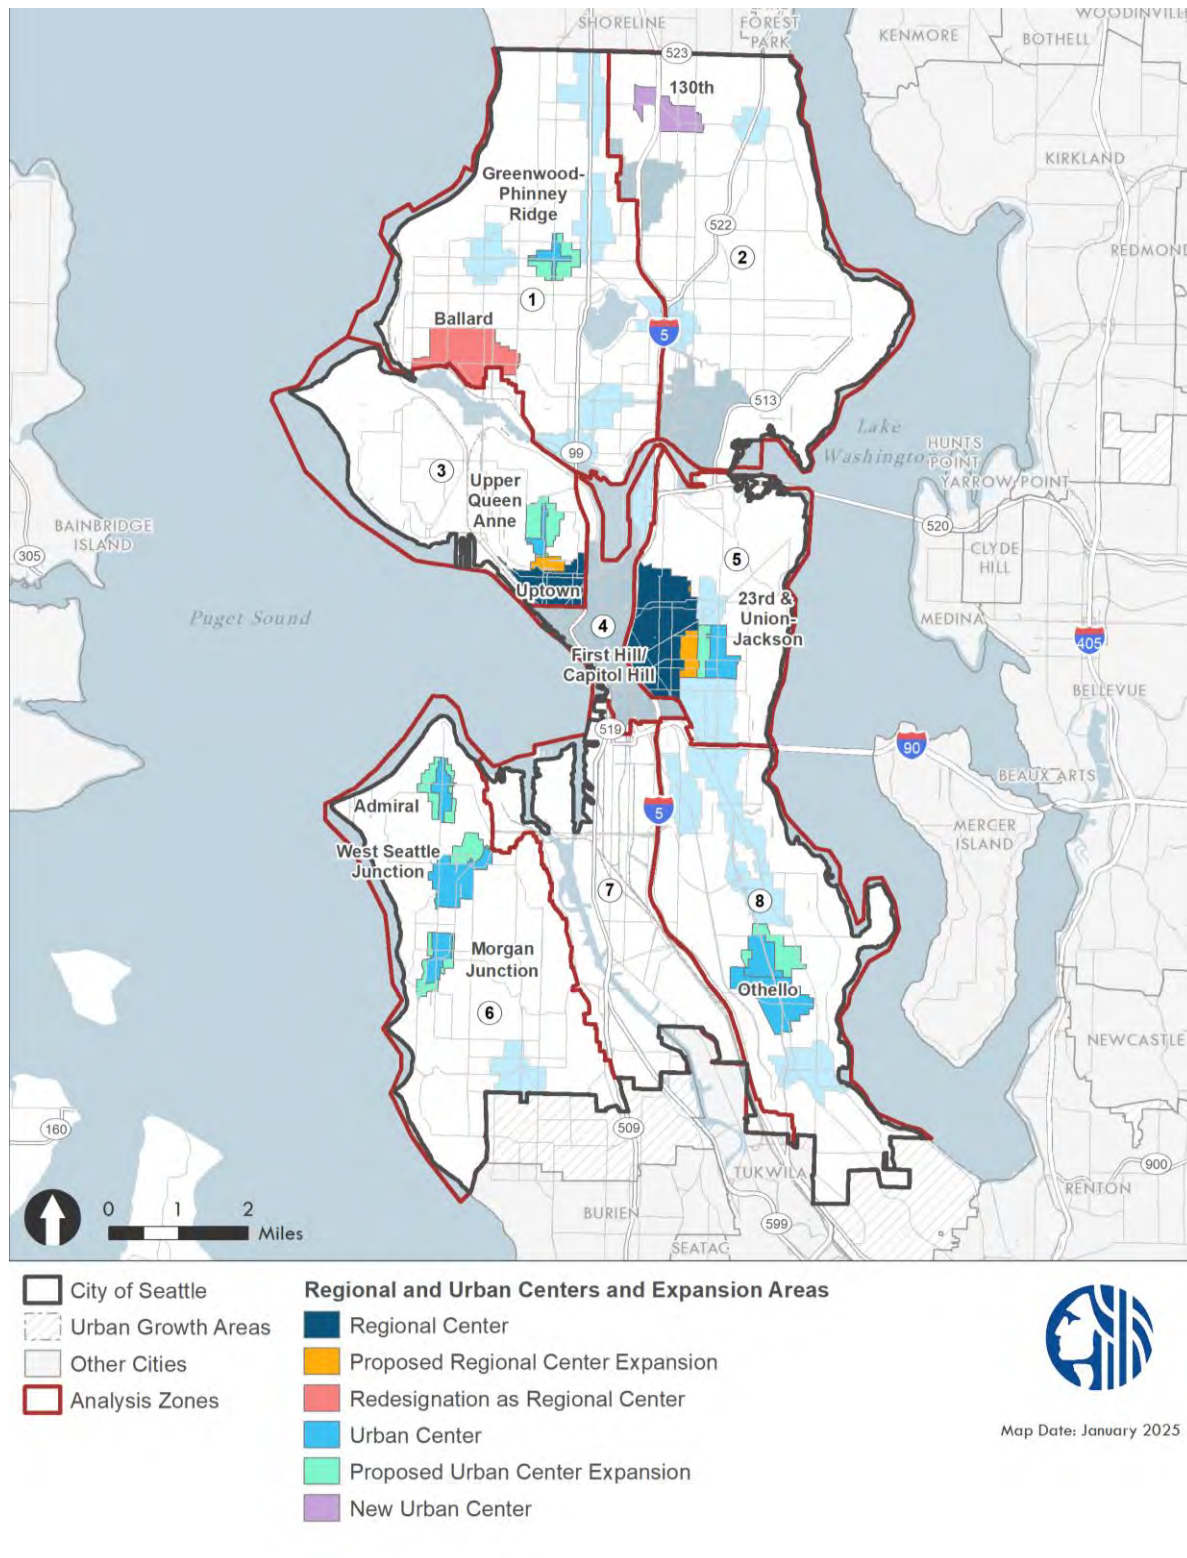 SHORELINE
LAKE
FOREST
PARK
WOODINVILLE
KENMORE
BOTHELL
523
130th
KIRKLAND
Greenwood-
Phinney
Ridge
522
REDMOND
2
1
Ballard
5
513
Lake
Washington
HUNTS
POINT
YARROW POINT
99
3
Upper
Queen
Anne
520
BAINBRIDGE
ISLAND
305
CLYDE
HILL
5
Uptown
23rd &
Union-
Jackson
MEDINA
Puget Sound
4
405
First Hill/
Capitol Hill
BELLEVUE
519
90
BEAUX ARTS
Admiral
5
MERCER
ISLAND
West Seattle
Junction
7
8
Morgan
Junction
Othello
6
NEWCASTLE
160
509
900
TUKWILA
RENTON
BURIEN
599
SEATAC
0 1 2
Miles
City of Seattle
Urban Growth Areas
Other Cities
Analysis Zones
Regional and Urban Centers and Expansion Areas
Regional Center
Proposed Regional Center Expansion
Redesignation as Regional Center
Urban Center
Proposed Urban Center Expansion
New Urban Center
Map Date: January 2025